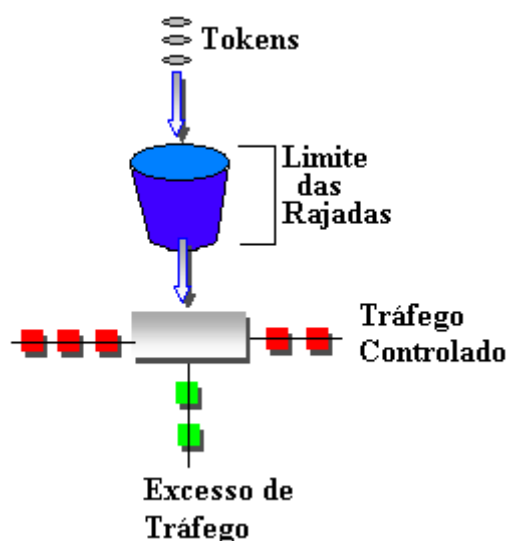 Tokens
Limite
das
Rajadas
Tráfego
Controlado
Excesso de
Tráfego